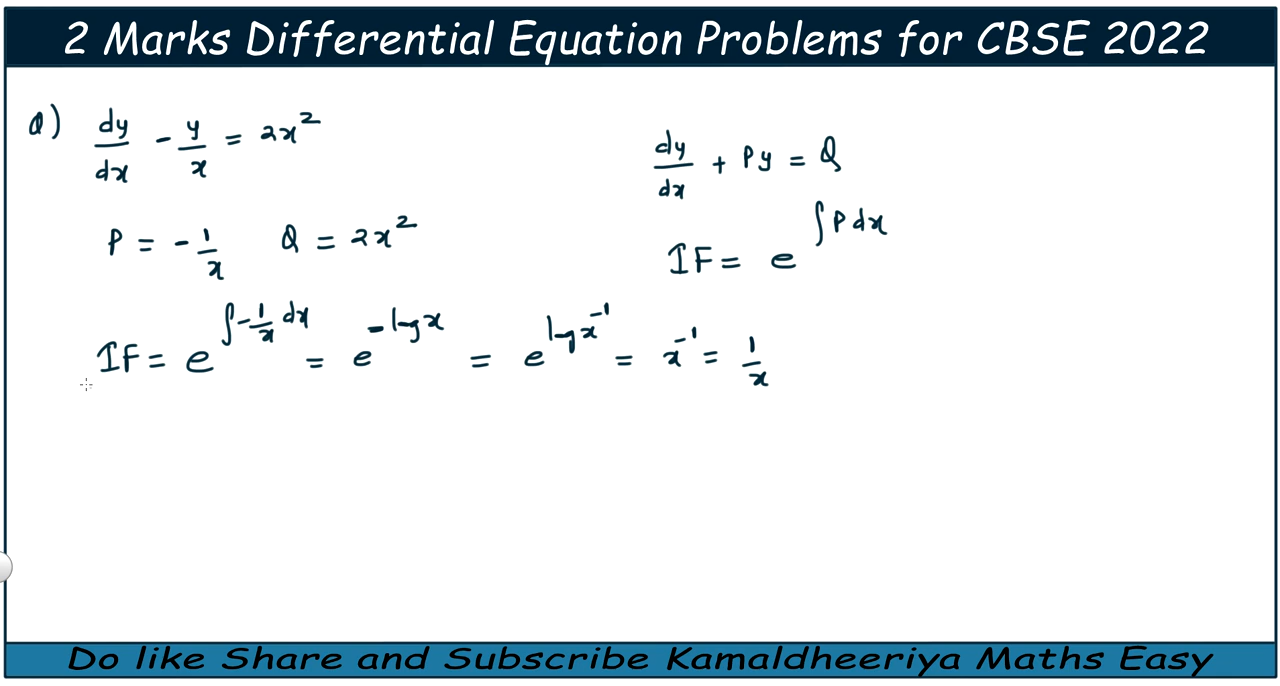 2 Marks Differential Equation Problems for CBSE 2022
Q) dy/dx - y/x = 2x²
dy/dx + Py = Q
P = -1/x Q = 2x²
IF = e^∫P dx
IF = e^∫-1/x dx = e^-log x = e^log x⁻¹ = x⁻¹ = 1/x
Do like Share and Subscribe Kamaldheeriya Maths Easy